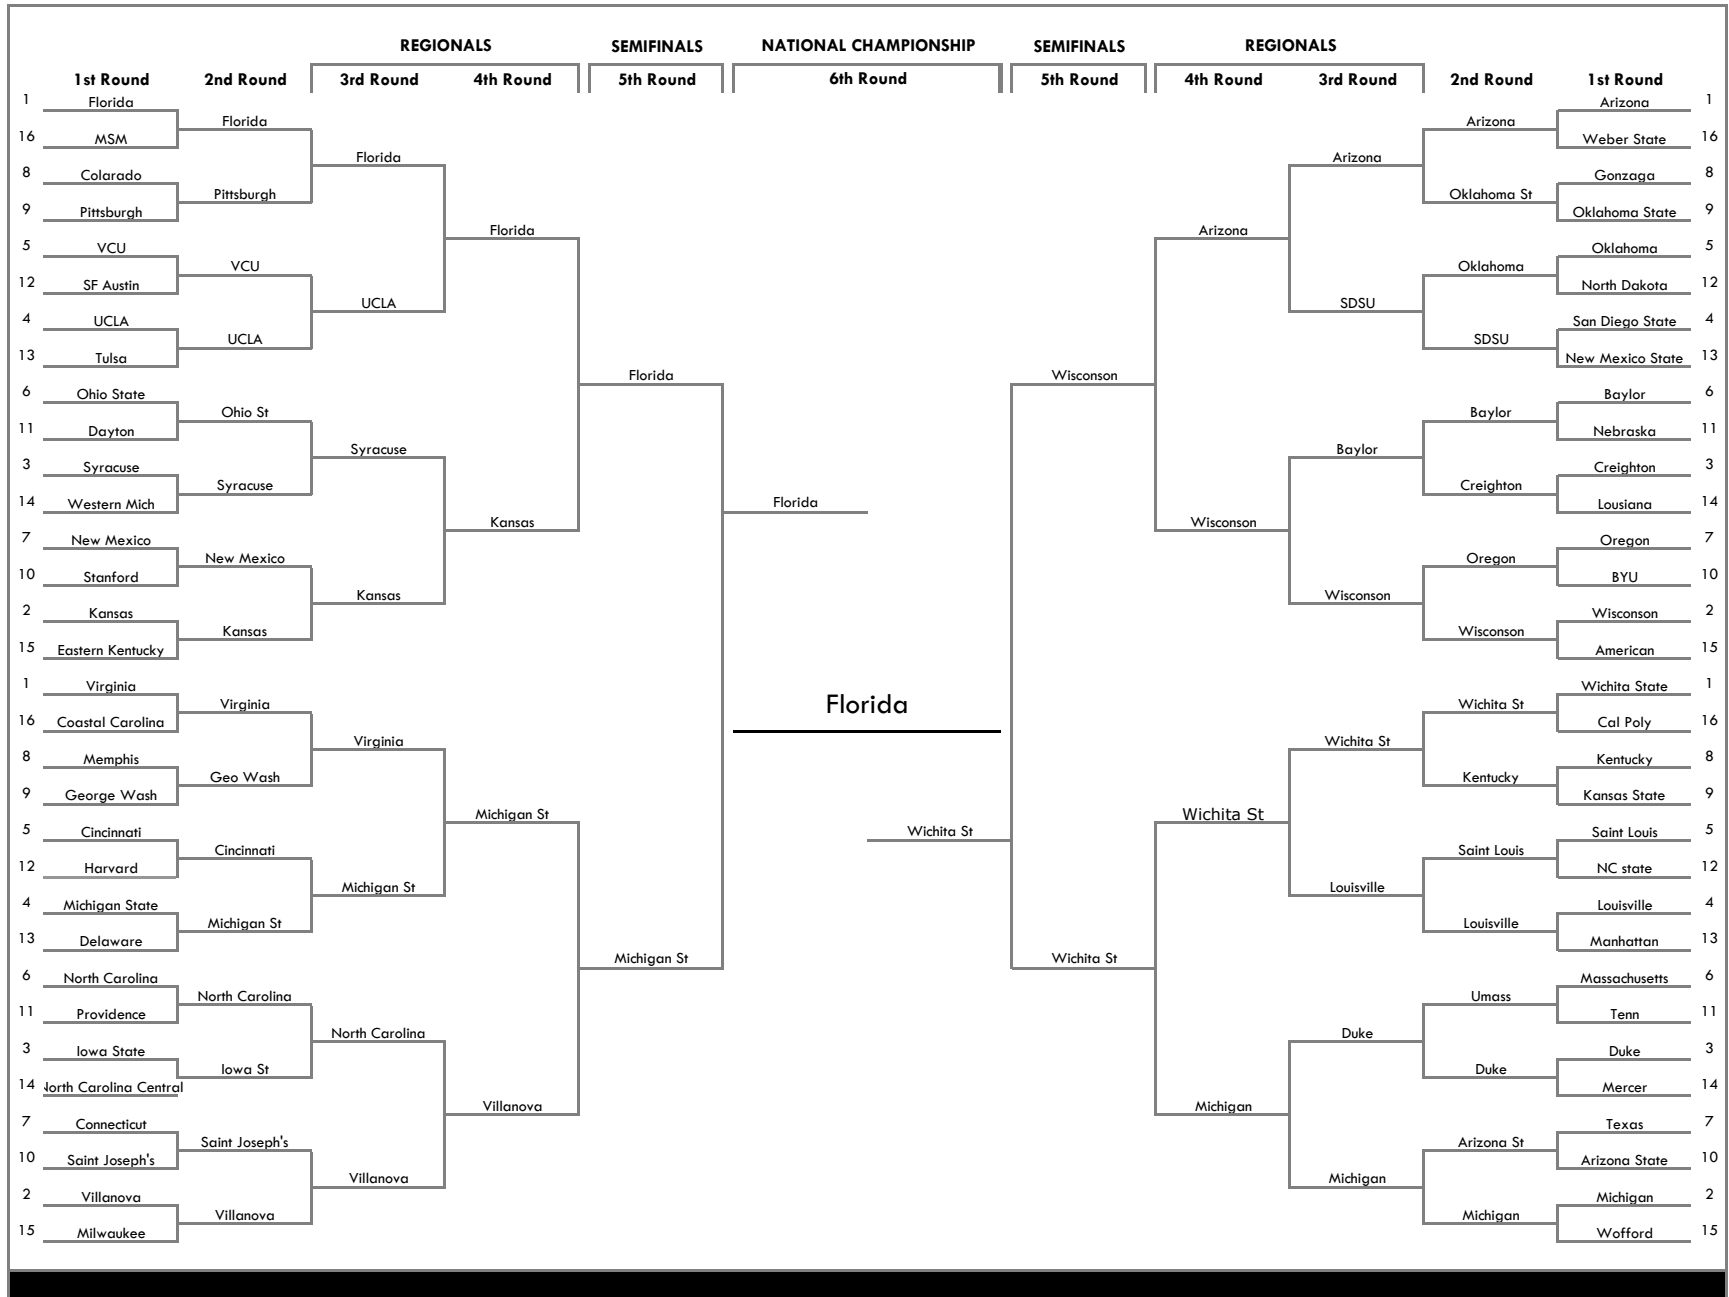 REGIONALS SEMIFINALS NATIONAL CHAMPIONSHIP SEMIFINALS REGIONALS
1st Round 2nd Round 3rd Round 4th Round 5th Round 6th Round 5th Round 4th Round 3rd Round 2nd Round 1st Round
1 Florida Arizona 1
Florida Arizona
16 MSM Weber State 16
Florida Arizona
8 Colarado Gonzaga 8
Pittsburgh Oklahoma St
9 Pittsburgh Oklahoma State 9
Florida Arizona
5 VCU Oklahoma 5
VCU Oklahoma
12 SF Austin North Dakota 12
UCLA SDSU
4 UCLA San Diego State 4
UCLA SDSU
13 Tulsa New Mexico State 13
Florida Wisconson
6 Ohio State Baylor 6
Ohio St Baylor
11 Dayton Nebraska 11
Syracuse Baylor
3 Syracuse Creighton 3
Syracuse Creighton
14 Western Mich Lousiana 14
Florida
Kansas Wisconson
7 New Mexico Oregon 7
New Mexico Oregon
10 Stanford BYU 10
Kansas Wisconson
2 Kansas Wisconson 2
Kansas Wisconson
15 Eastern Kentucky American 15
1 Virginia Wichita State 1
Virginia Florida Wichita St
16 Coastal Carolina Cal Poly 16
Virginia Wichita St
8 Memphis Kentucky 8
Geo Wash Kentucky
9 George Wash Kansas State 9
Michigan St Wichita St
5 Cincinnati Wichita St Saint Louis 5
Cincinnati Saint Louis
12 Harvard NC state 12
Michigan St Louisville
4 Michigan State Louisville 4
Michigan St Louisville
13 Delaware Manhattan 13
Michigan St Wichita St
6 North Carolina Massachusetts 6
North Carolina Umass
11 Providence Tenn 11
North Carolina Duke
3 Iowa State Duke 3
Iowa St Duke
14 North Carolina Central Mercer 14
Villanova Michigan
7 Connecticut Texas 7
Saint Joseph's Arizona St
10 Saint Joseph's Arizona State 10
Villanova Michigan
2 Villanova Michigan 2
Villanova Michigan
15 Milwaukee Wofford 15